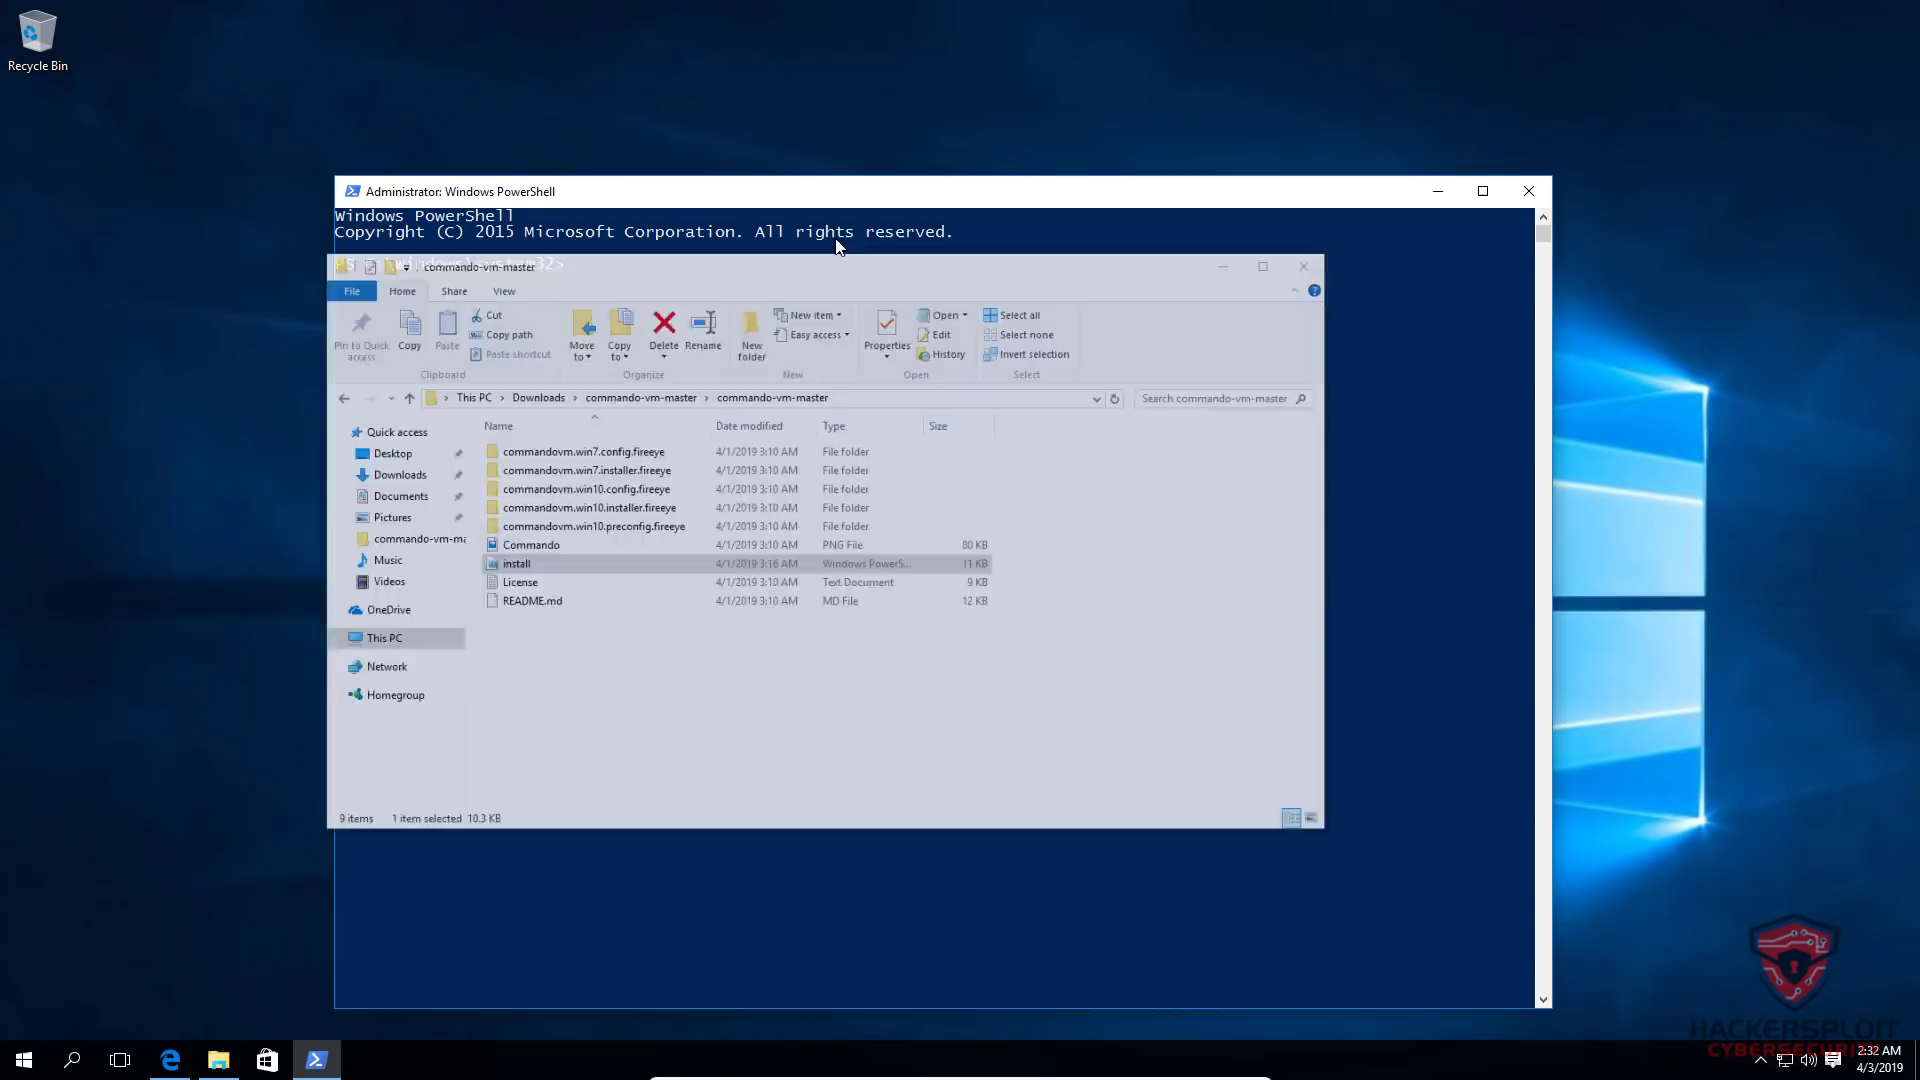 Recycle Bin
Administrator: Windows PowerShell
Windows PowerShell
Copyright (C) 2015 Microsoft Corporation. All rights reserved.
PS C:\windows\system32>
commando-vm-master
File Home Share View
Pin to Quick access
Copy
Paste
Cut
Copy path
Paste shortcut
Clipboard
Move to
Copy to
Delete
Rename
Organize
New folder
New item
Easy access
New
Properties
Open
Edit
History
Open
Select all
Select none
Invert selection
Select
This PC > Downloads > commando-vm-master > commando-vm-master
Search commando-vm-master
Quick access
Desktop
Downloads
Documents
Pictures
commando-vm-ma
Music
Videos
OneDrive
This PC
Network
Homegroup
Name Date modified Type Size
commandovm.win7.config.fireeye 4/1/2019 3:10 AM File folder
commandovm.win7.installer.fireeye 4/1/2019 3:10 AM File folder
commandovm.win10.config.fireeye 4/1/2019 3:10 AM File folder
commandovm.win10.installer.fireeye 4/1/2019 3:10 AM File folder
commandovm.win10.preconfig.fireeye 4/1/2019 3:10 AM File folder
Commando 4/1/2019 3:10 AM PNG File 80 KB
install 4/1/2019 3:16 AM Windows PowerS... 11 KB
License 4/1/2019 3:10 AM Text Document 9 KB
README.md 4/1/2019 3:10 AM MD File 12 KB
9 items 1 item selected 10.3 KB
HACKERSPLOIT
CYBERSECURITY
2:32 AM
4/3/2019